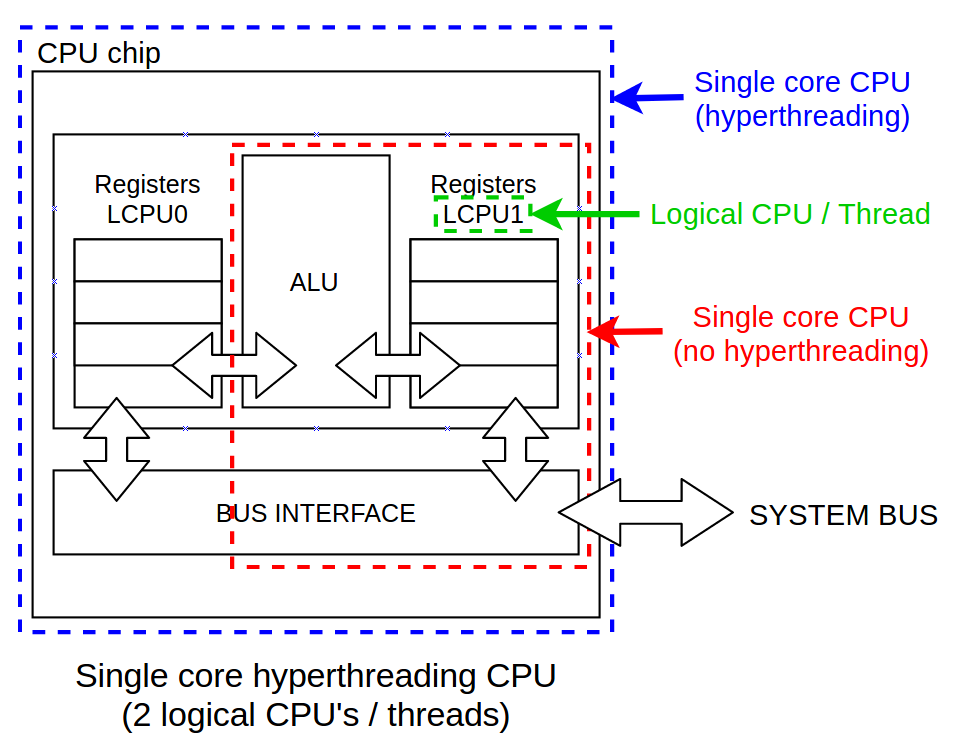 CPU chip
Single core CPU
(hyperthreading)
Registers
LCPU0
Registers
LCPU1
Logical CPU / Thread
ALU
Single core CPU
(no hyperthreading)
BUS INTERFACE
SYSTEM BUS
Single core hyperthreading CPU
(2 logical CPU's / threads)